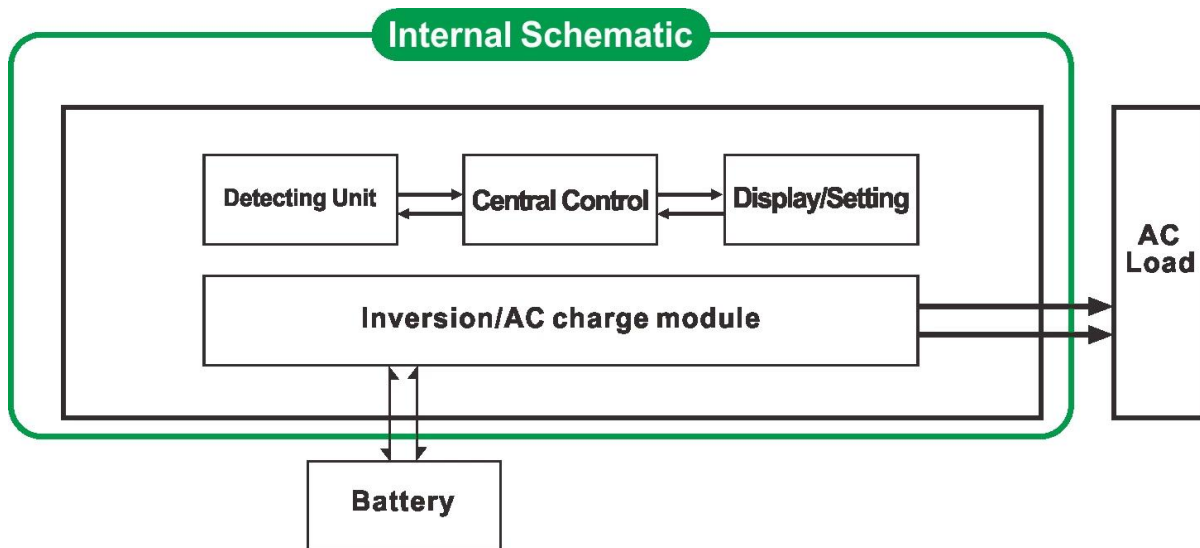 Internal Schematic
Detecting Unit
Central Control
Display/Setting
AC
Load
Inversion/AC charge module
Battery